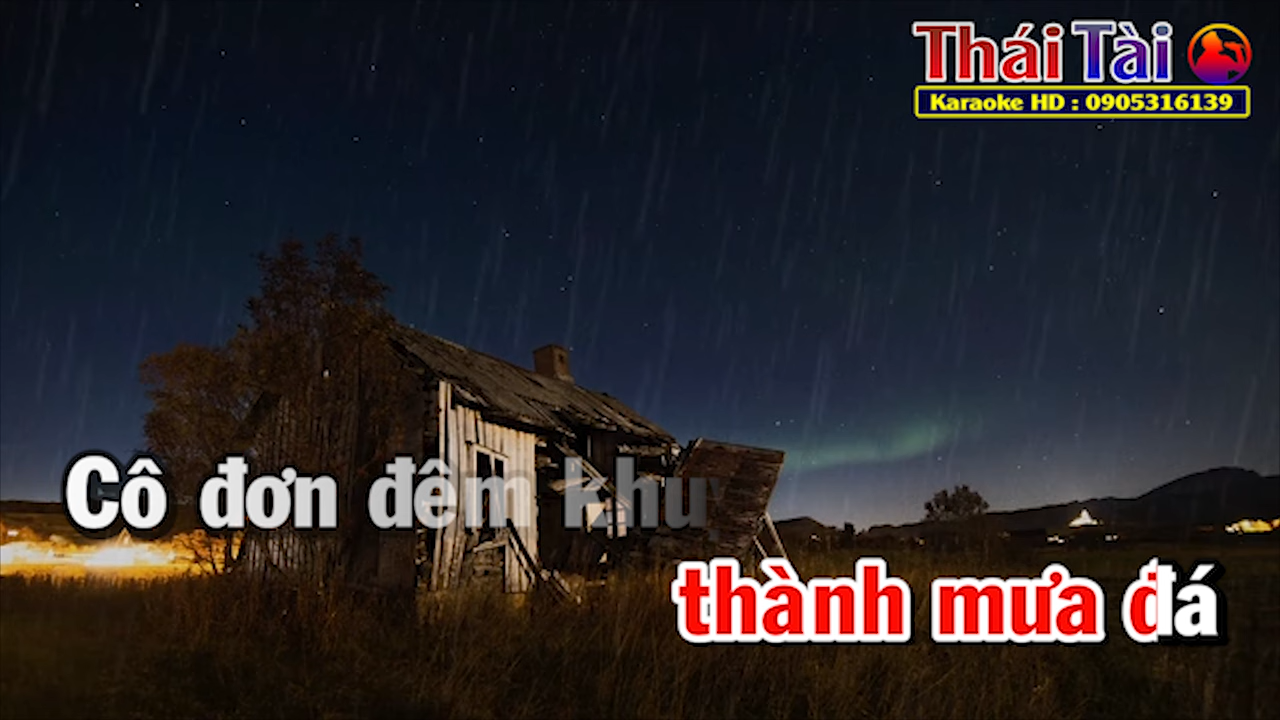 Thái Tài
Karaoke HD : 0905316139
Cô đơn đêm khu
thành mưa đá